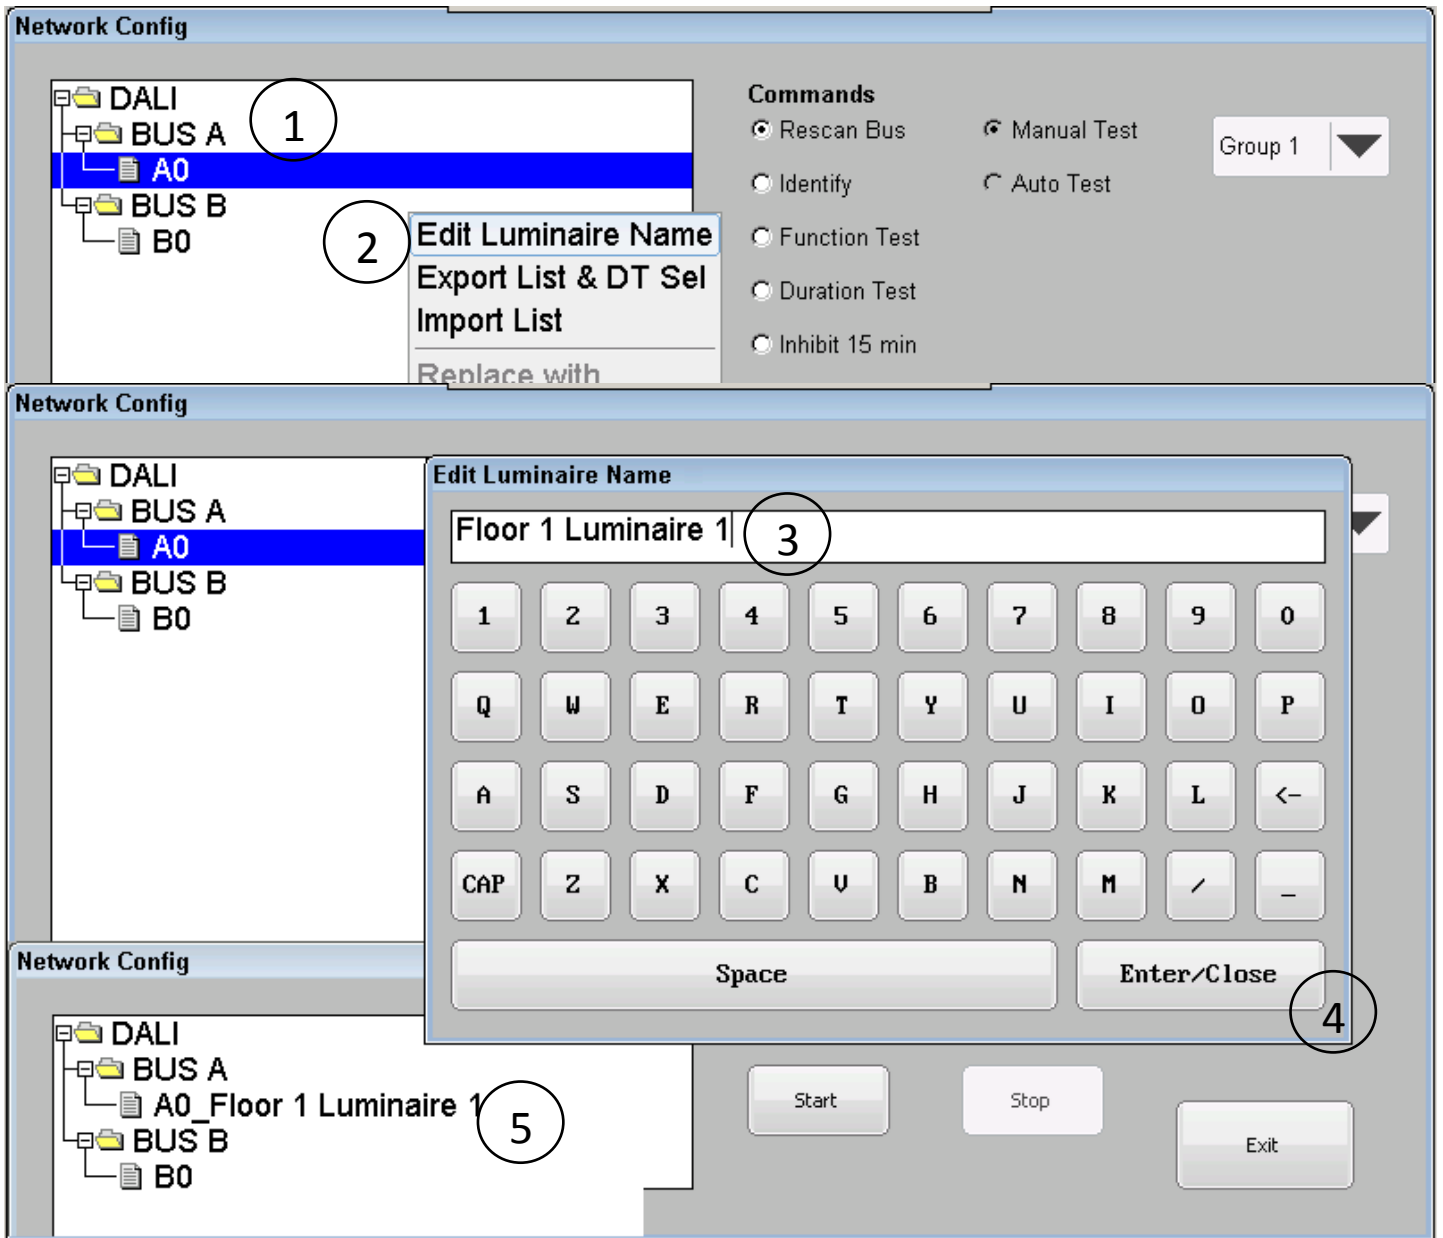 Network Config
DALI
BUS A
A0
BUS B
B0
1
2
Edit Luminaire Name
Export List & DT Sel
Import List
Replace with
Commands
Rescan Bus
Manual Test
Group 1
Identify
Auto Test
Function Test
Duration Test
Inhibit 15 min
Network Config
DALI
BUS A
A0
BUS B
B0
Edit Luminaire Name
Floor 1 Luminaire 1
3
1 2 3 4 5 6 7 8 9 0
Q W E R T Y U I O P
A S D F G H J K L <-
CAP Z X C V B N M / _
Space Enter/Close
4
Network Config
DALI
BUS A
A0_Floor 1 Luminaire 1
BUS B
B0
5
Start
Stop
Exit